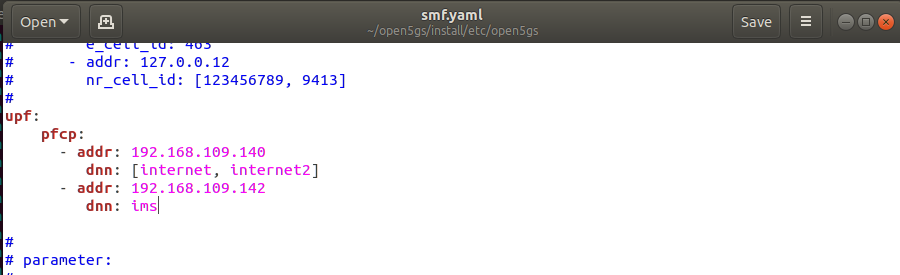 Open
smf.yaml
~/open5gs/install/etc/open5gs
Save
# e_cell_id: 463
# - addr: 127.0.0.12
# nr_cell_id: [123456789, 9413]
#
upf:
pfcp:
- addr: 192.168.109.140
dnn: [internet, internet2]
- addr: 192.168.109.142
dnn: ims
#
# parameter:
#